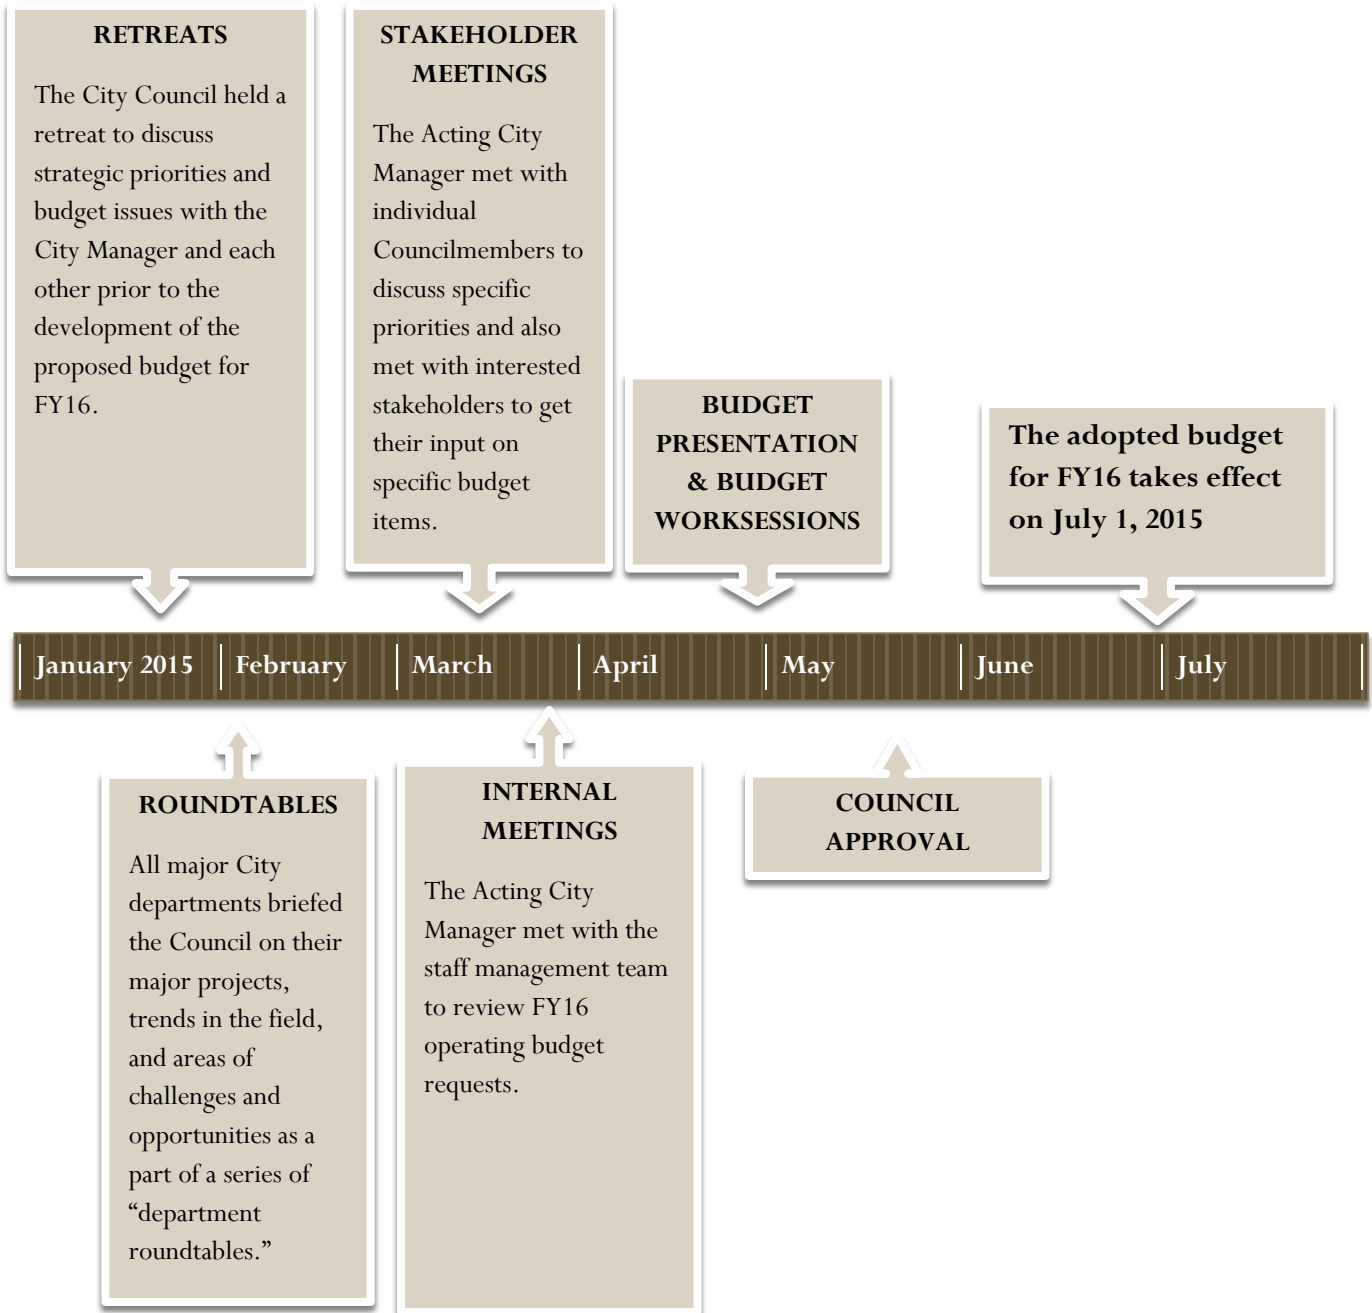 RETREATS
The City Council held a
retreat to discuss
strategic priorities and
budget issues with the
City Manager and each
other prior to the
development of the
proposed budget for
FY16.
STAKEHOLDER
MEETINGS
The Acting City
Manager met with
individual
Councilmembers to
discuss specific
priorities and also
met with interested
stakeholders to get
their input on
specific budget
items.
BUDGET
PRESENTATION
& BUDGET
WORKSESSIONS
The adopted budget
for FY16 takes effect
on July 1, 2015
January 2015 February March April May June July
ROUNDTABLES
All major City
departments briefed
the Council on their
major projects,
trends in the field,
and areas of
challenges and
opportunities as a
part of a series of
“department
roundtables.”
INTERNAL
MEETINGS
The Acting City
Manager met with the
staff management team
to review FY16
operating budget
requests.
COUNCIL
APPROVAL